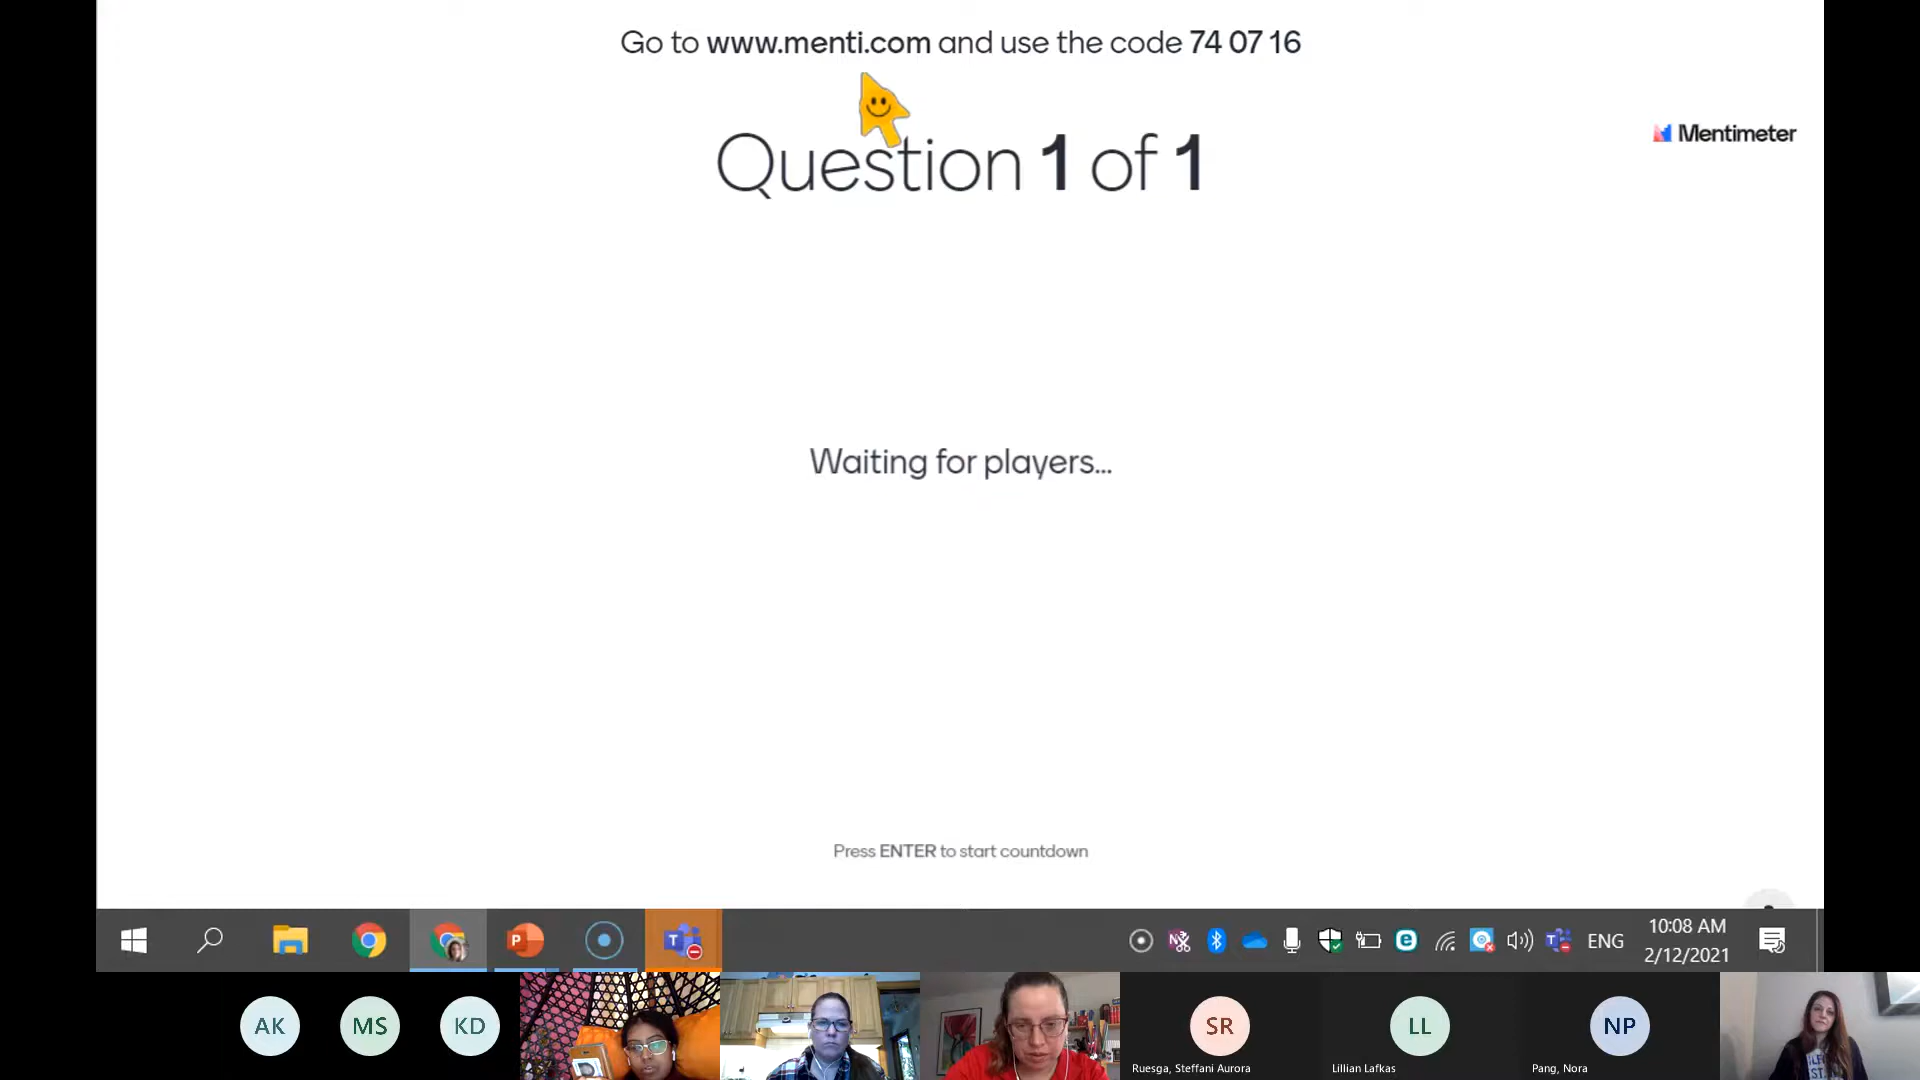 Go to www.menti.com and use the code 74 07 16
Mentimeter
Question 1 of 1
Waiting for players...
Press ENTER to start countdown
ENG
10:08 AM
2/12/2021
AK
MS
KD
SR
LL
NP
Ruesga, Steffani Aurora
Lillian Lafkas
Pang, Nora